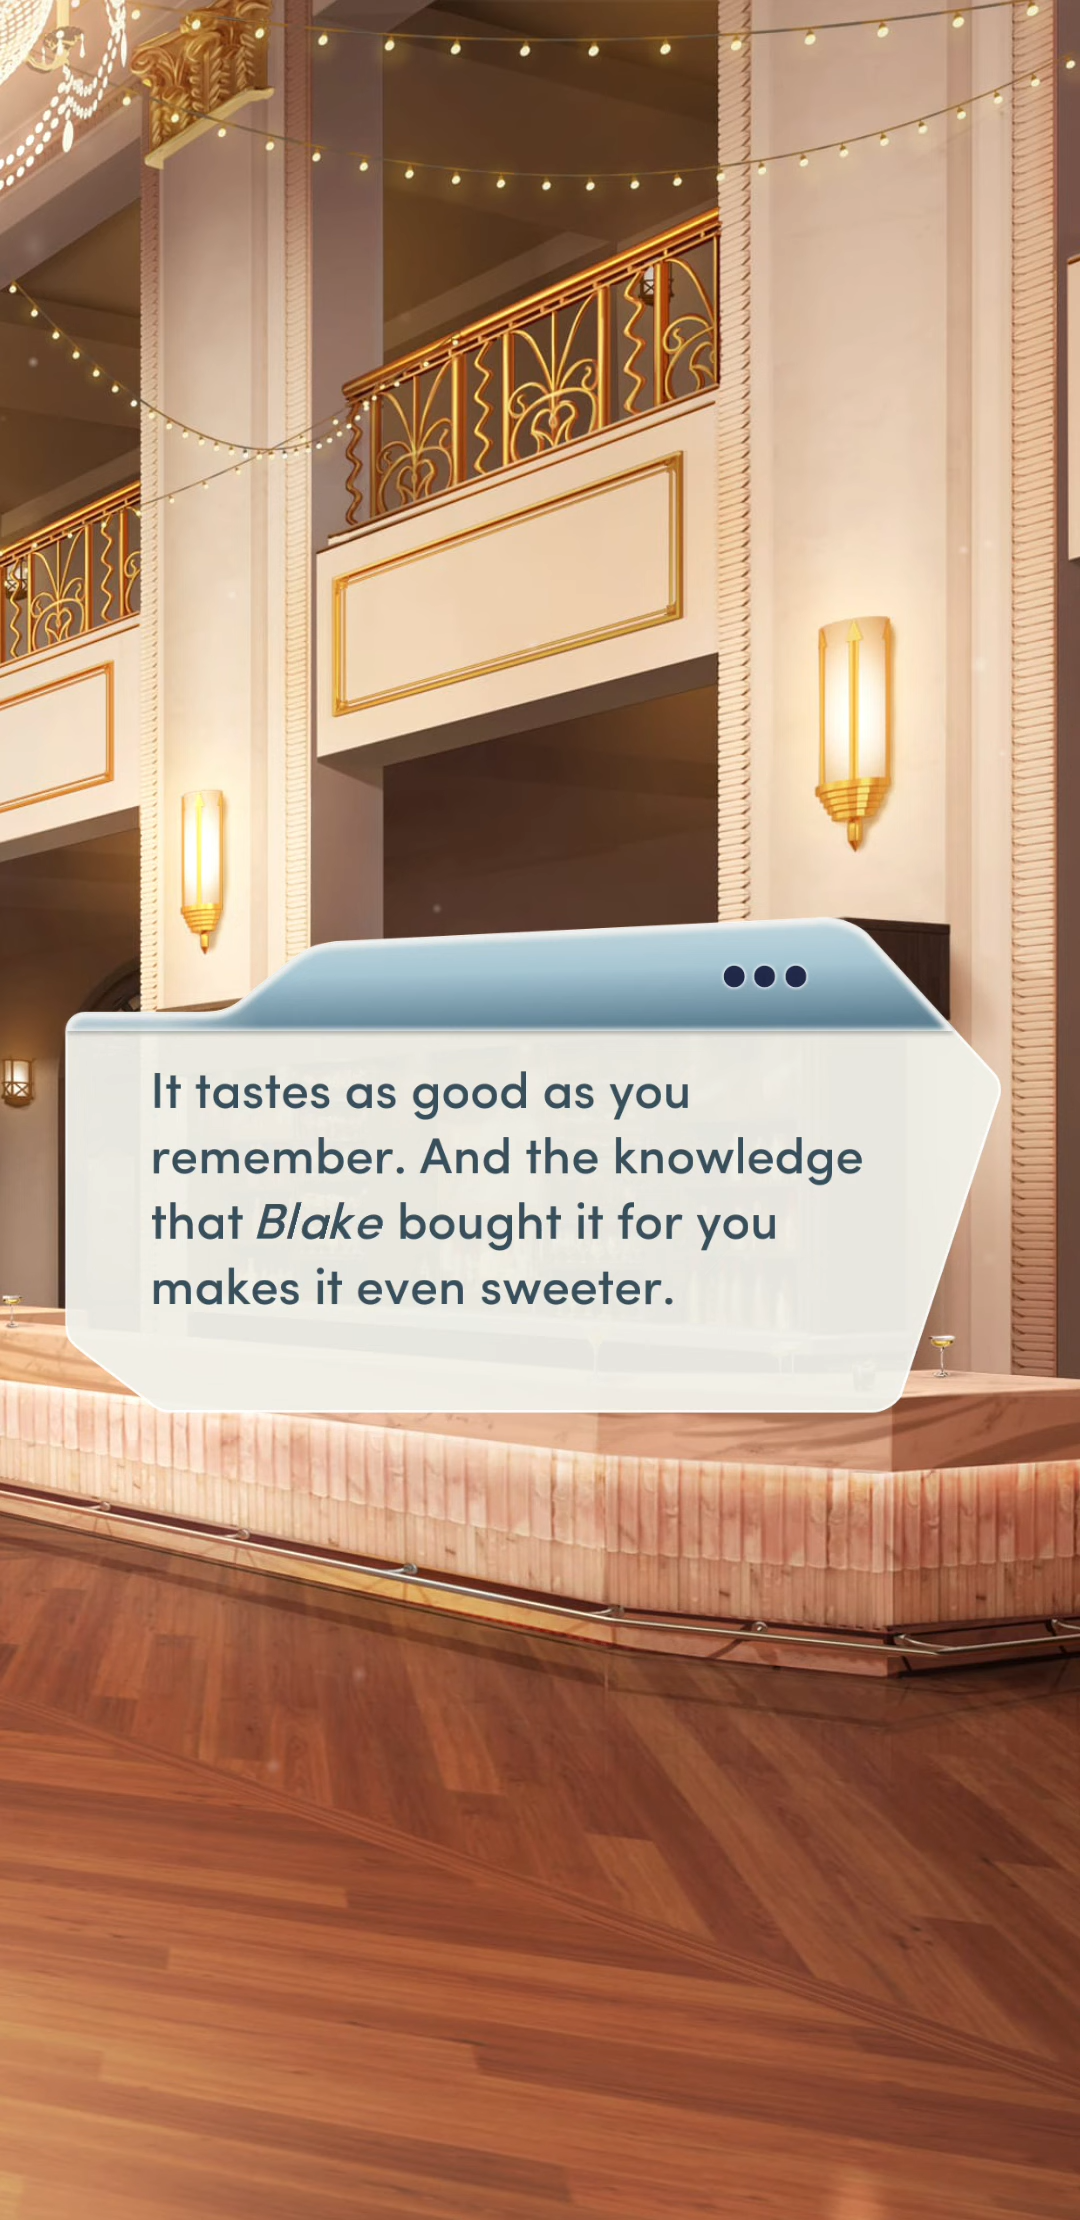 It tastes as good as you
remember. And the knowledge
that Blake bought it for you
makes it even sweeter.